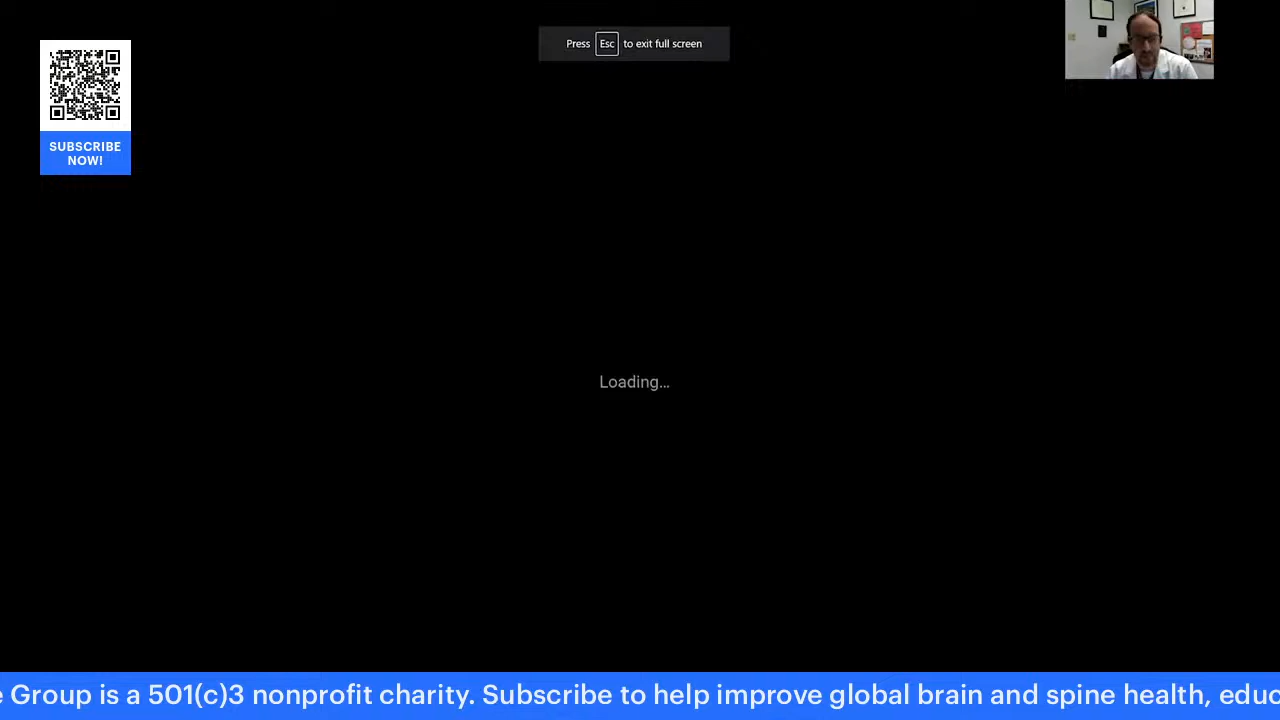 Press Esc to exit full screen
SUBSCRIBE
NOW!
Loading...
Group is a 501(c)3 nonprofit charity. Subscribe to help improve global brain and spine health,